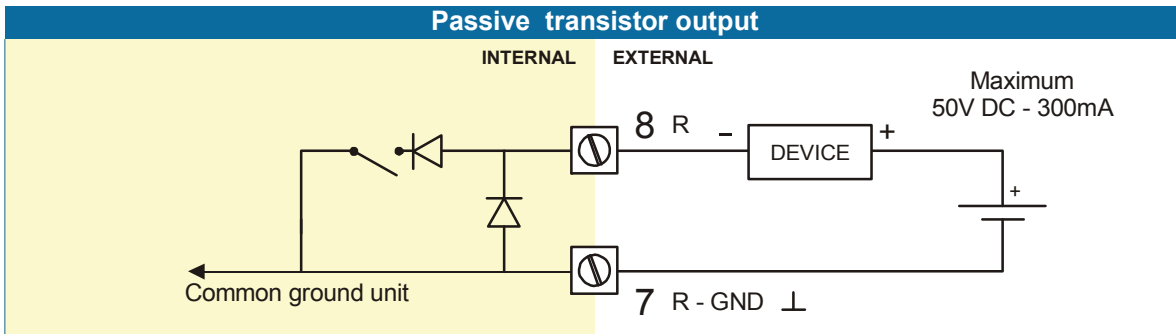 Passive transistor output
INTERNAL EXTERNAL
Maximum
50V DC - 300mA
8 R - +
DEVICE
+
Common ground unit
7 R - GND ⊥